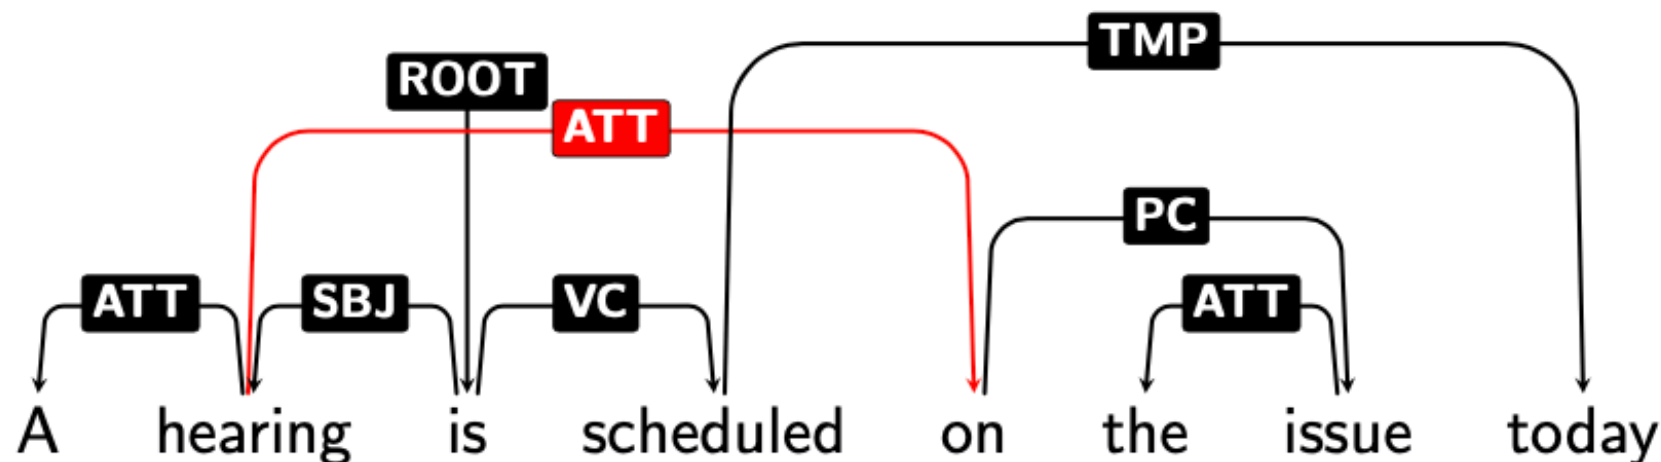 TMP
ROOT
ATT
PC
ATT SBJ VC ATT
A hearing is scheduled on the issue today